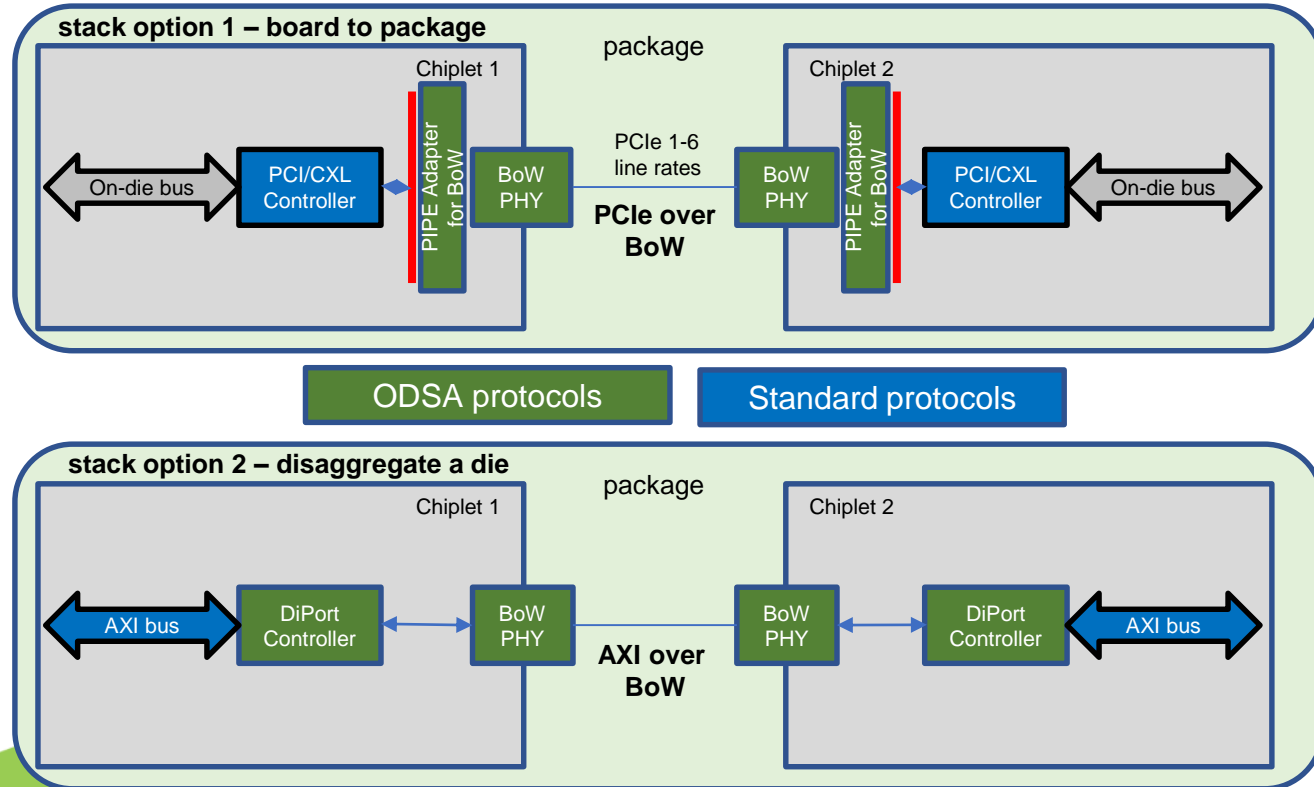 stack option 1 – board to package
package
Chiplet 1
On-die bus
PCI/CXL
Controller
PIPE Adapter
for BoW
BoW
PHY
PCIe 1-6
line rates
PCIe over
BoW
Chiplet 2
BoW
PHY
PIPE Adapter
for BoW
PCI/CXL
Controller
On-die bus
ODSA protocols
Standard protocols
stack option 2 – disaggregate a die
package
Chiplet 1
AXI bus
DiPort
Controller
BoW
PHY
AXI over
BoW
Chiplet 2
BoW
PHY
DiPort
Controller
AXI bus